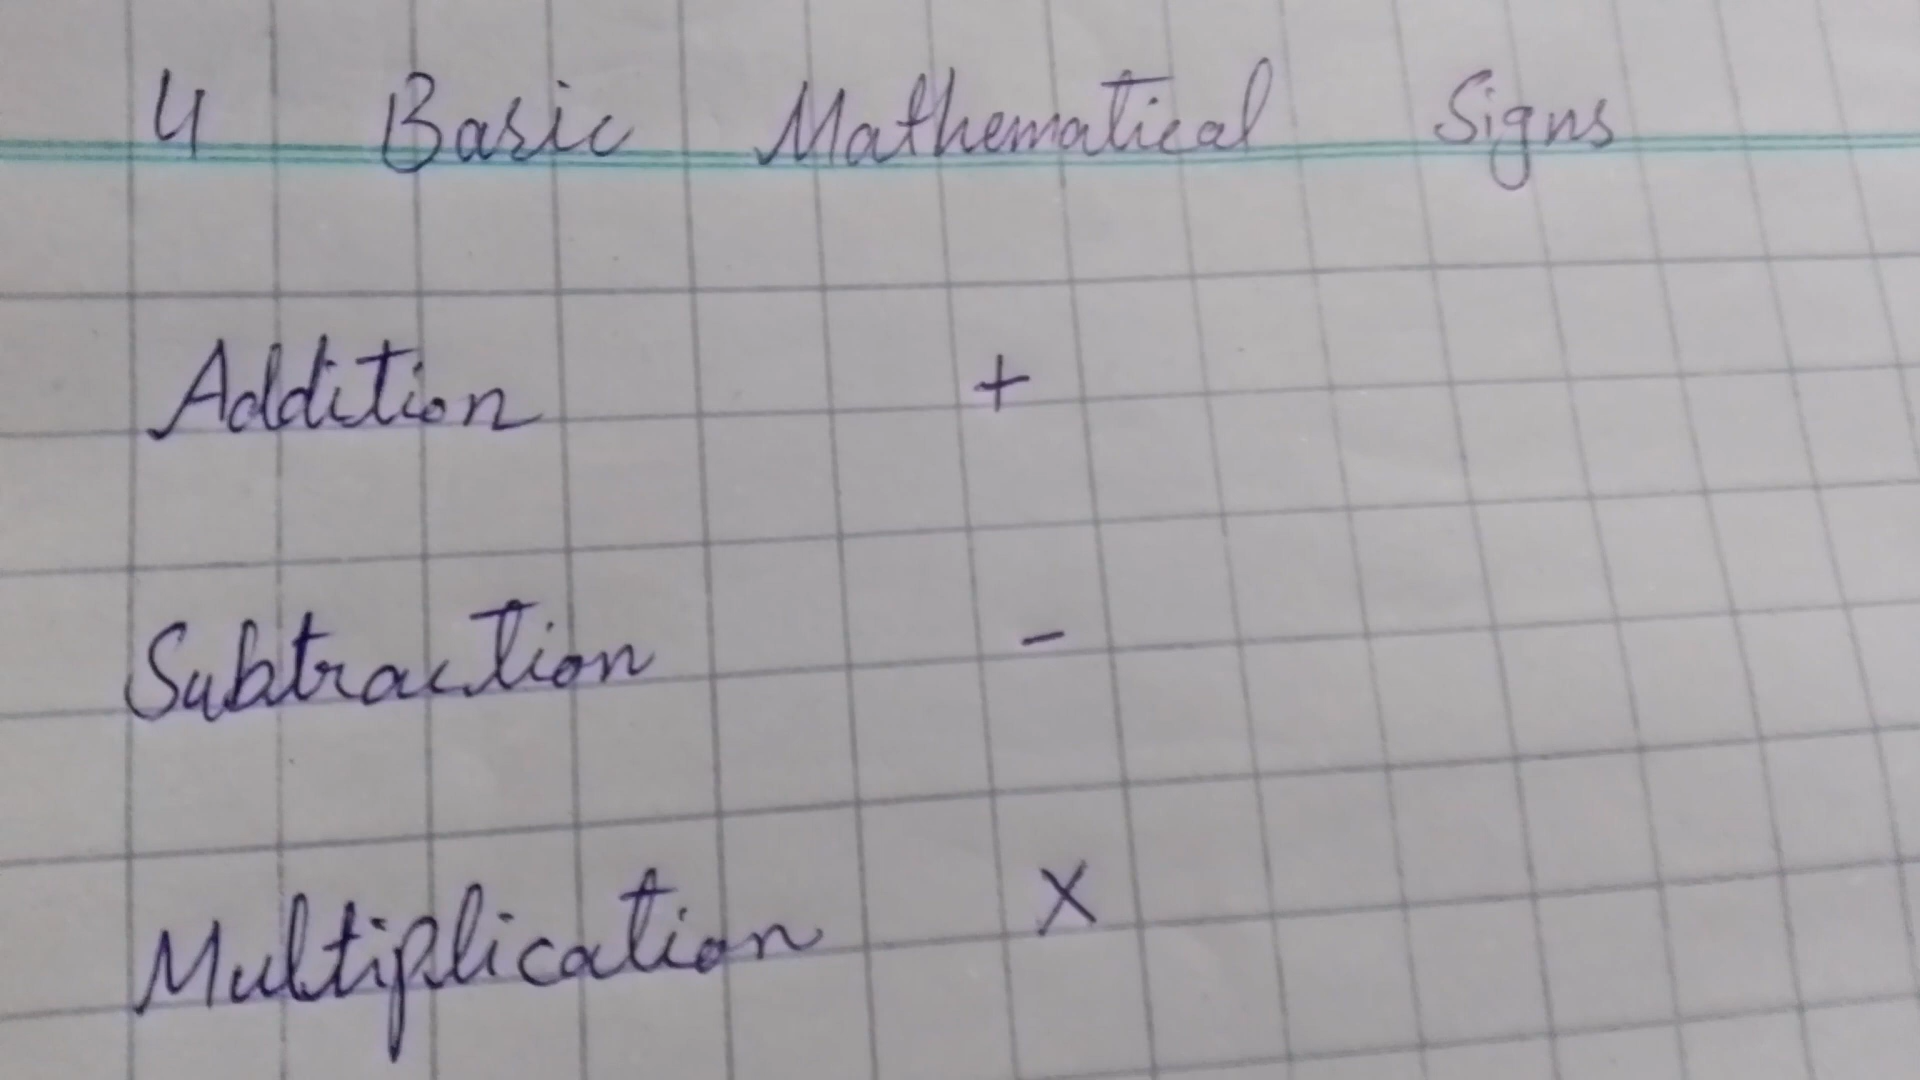 4 Basic Mathematical Signs
Addition +
Subtraction -
Multiplication ×